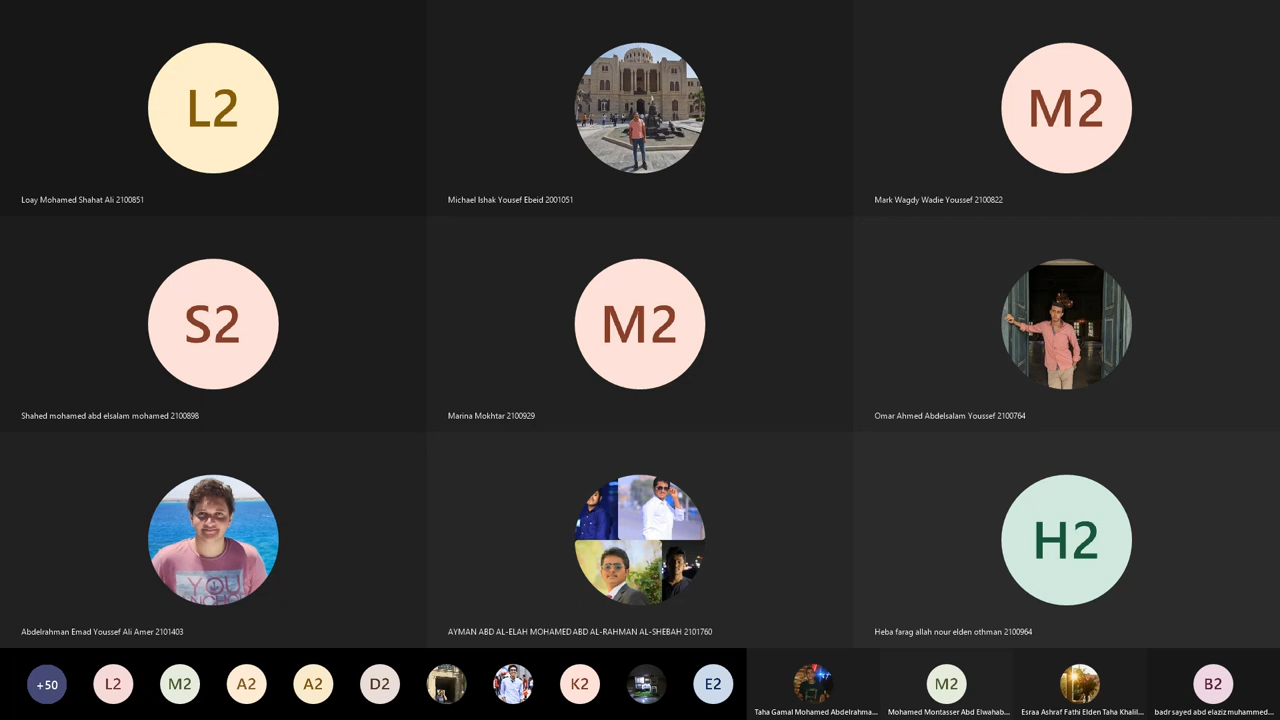 L2
Loay Mohamed Shahat Ali 2100851
Michael Ishak Yousef Ebeid 2001051
M2
Mark Wagdy Wadie Youssef 2100822
S2
Shahed mohamed abd elsalam mohamed 2100898
M2
Marina Mokhtar 2100929
Omar Ahmed Abdelsalam Youssef 2100764
YOU
Abdelrahman Emad Youssef Ali Amer 2101403
AYMAN ABD AL-ELAH MOHAMED ABD AL-RAHMAN AL-SHEBAH 2101760
H2
Heba farag allah nour elden othman 2100964
+50
L2
M2
A2
A2
D2
K2
E2
Taha Gamal Mohamed Abdelrahma...
M2
Mohamed Montasser Abd Elwahab...
Esraa Ashraf Fathi Elden Taha Khalil...
B2
badr sayed abd elaziz muhammed...